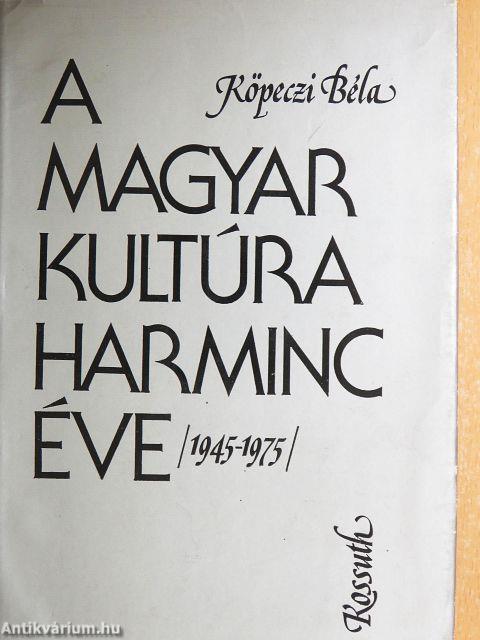 A
Köpeczi Béla
MAGYAR
KULTÚRA
HARMINC
ÉVE /1945-1975/
Kossuth
Antikvárium.hu